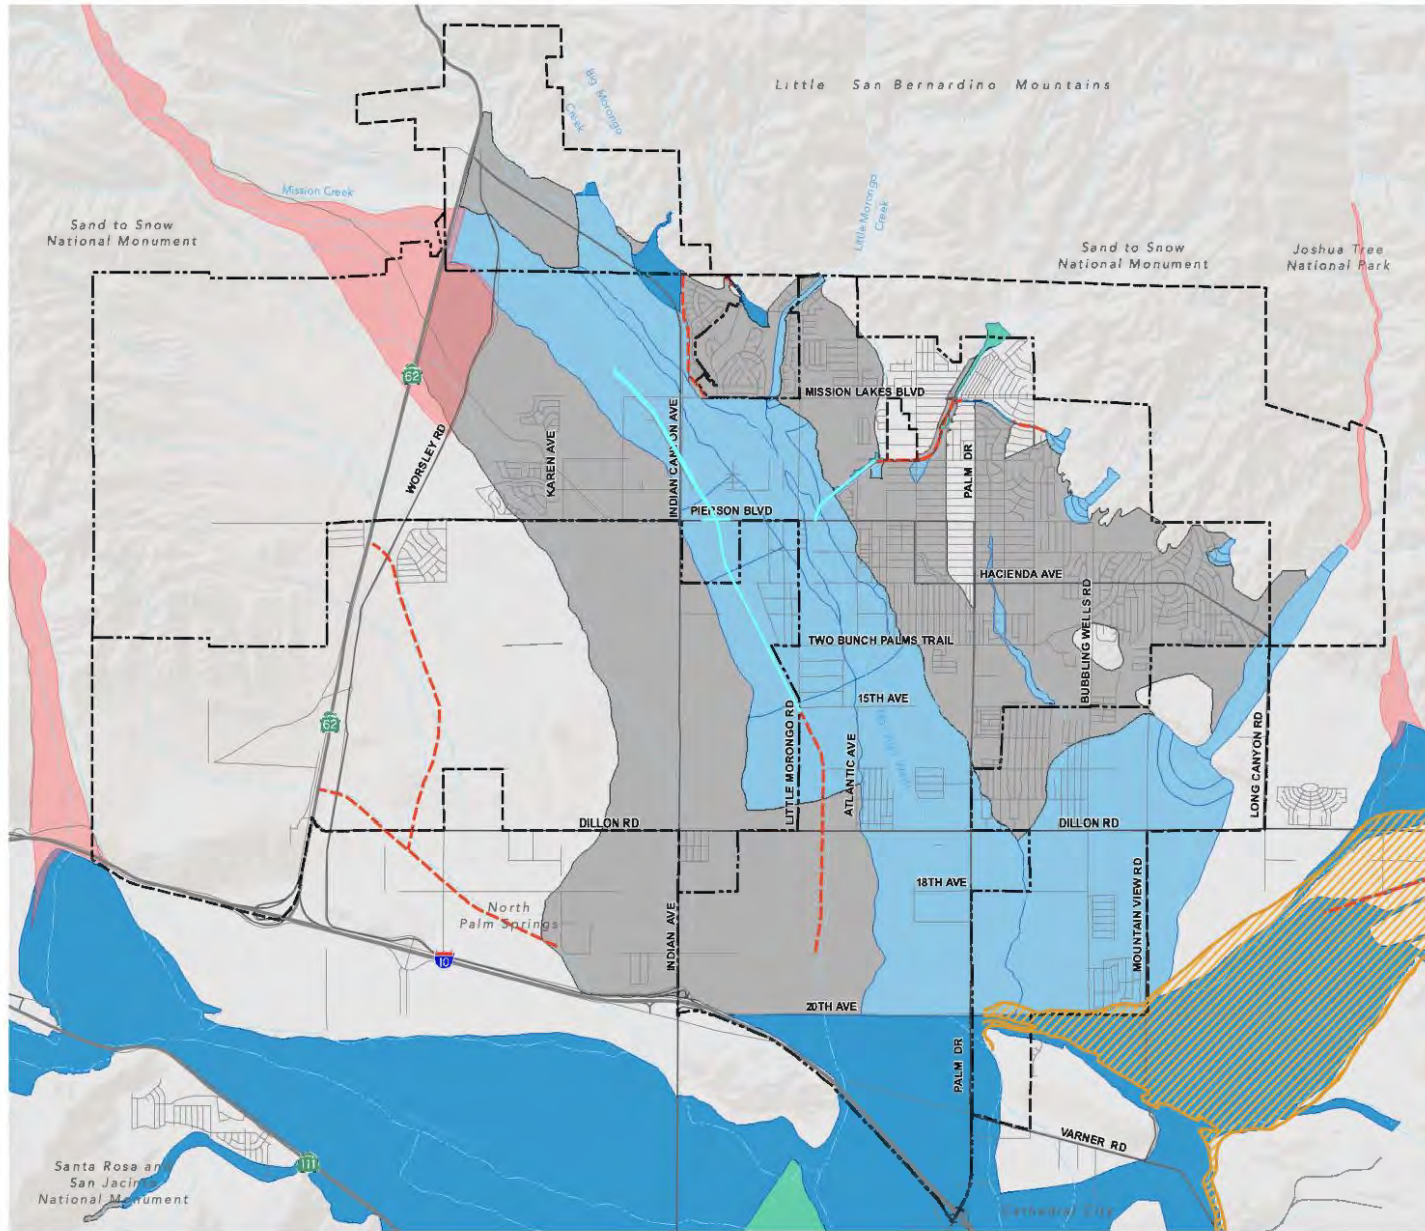 Little San Bernardino Mountains
Big Morongo
Creek
Mission Creek
Little Morongo
Creek
Sand to Snow
National Monument
Sand to Snow
National Monument
Joshua Tree
National Park
62
MISSION LAKES BLVD
WORSLEY RD
KAREN AVE
INDIAN CANYON AVE
PALM DR
PIERSON BLVD
HACIENDA AVE
BUBBLING WELLS RD
TWO BUNCH PALMS TRAIL
15TH AVE
62
LITTLE MORONGO RD
ATLANTIC AVE
LONG CANYON RD
DILLON RD
DILLON RD
18TH AVE
North
Palm Springs
INDIAN AVE
MOUNTAIN VIEW RD
10
20TH AVE
PALM DR
VARNER RD
111
Santa Rosa and
San Jacinto
National Monument
Cathedral City